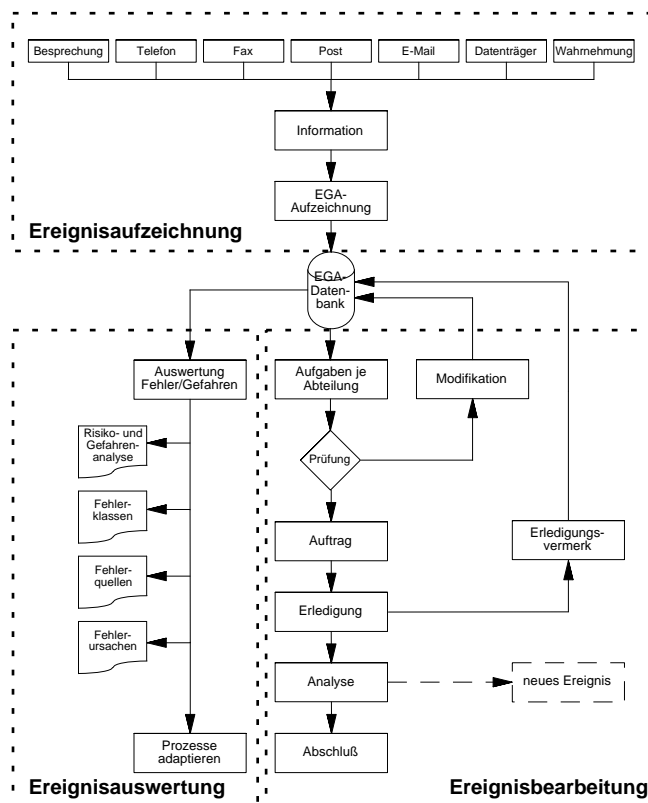 Besprechung
Telefon
Fax
Post
E-Mail
Datenträger
Wahrnehmung
Information
EGA-
Aufzeichnung
Ereignisaufzeichnung
EGA-
Daten-
bank
Auswertung
Fehler/Gefahren
Aufgaben je
Abteilung
Modifikation
Risiko- und
Gefahren-
analyse
Prüfung
Fehler-
klassen
Auftrag
Erledigungs-
vermerk
Fehler-
quellen
Erledigung
Fehler-
ursachen
Analyse
neues Ereignis
Prozesse
adaptieren
Abschluß
Ereignisauswertung
Ereignisbearbeitung